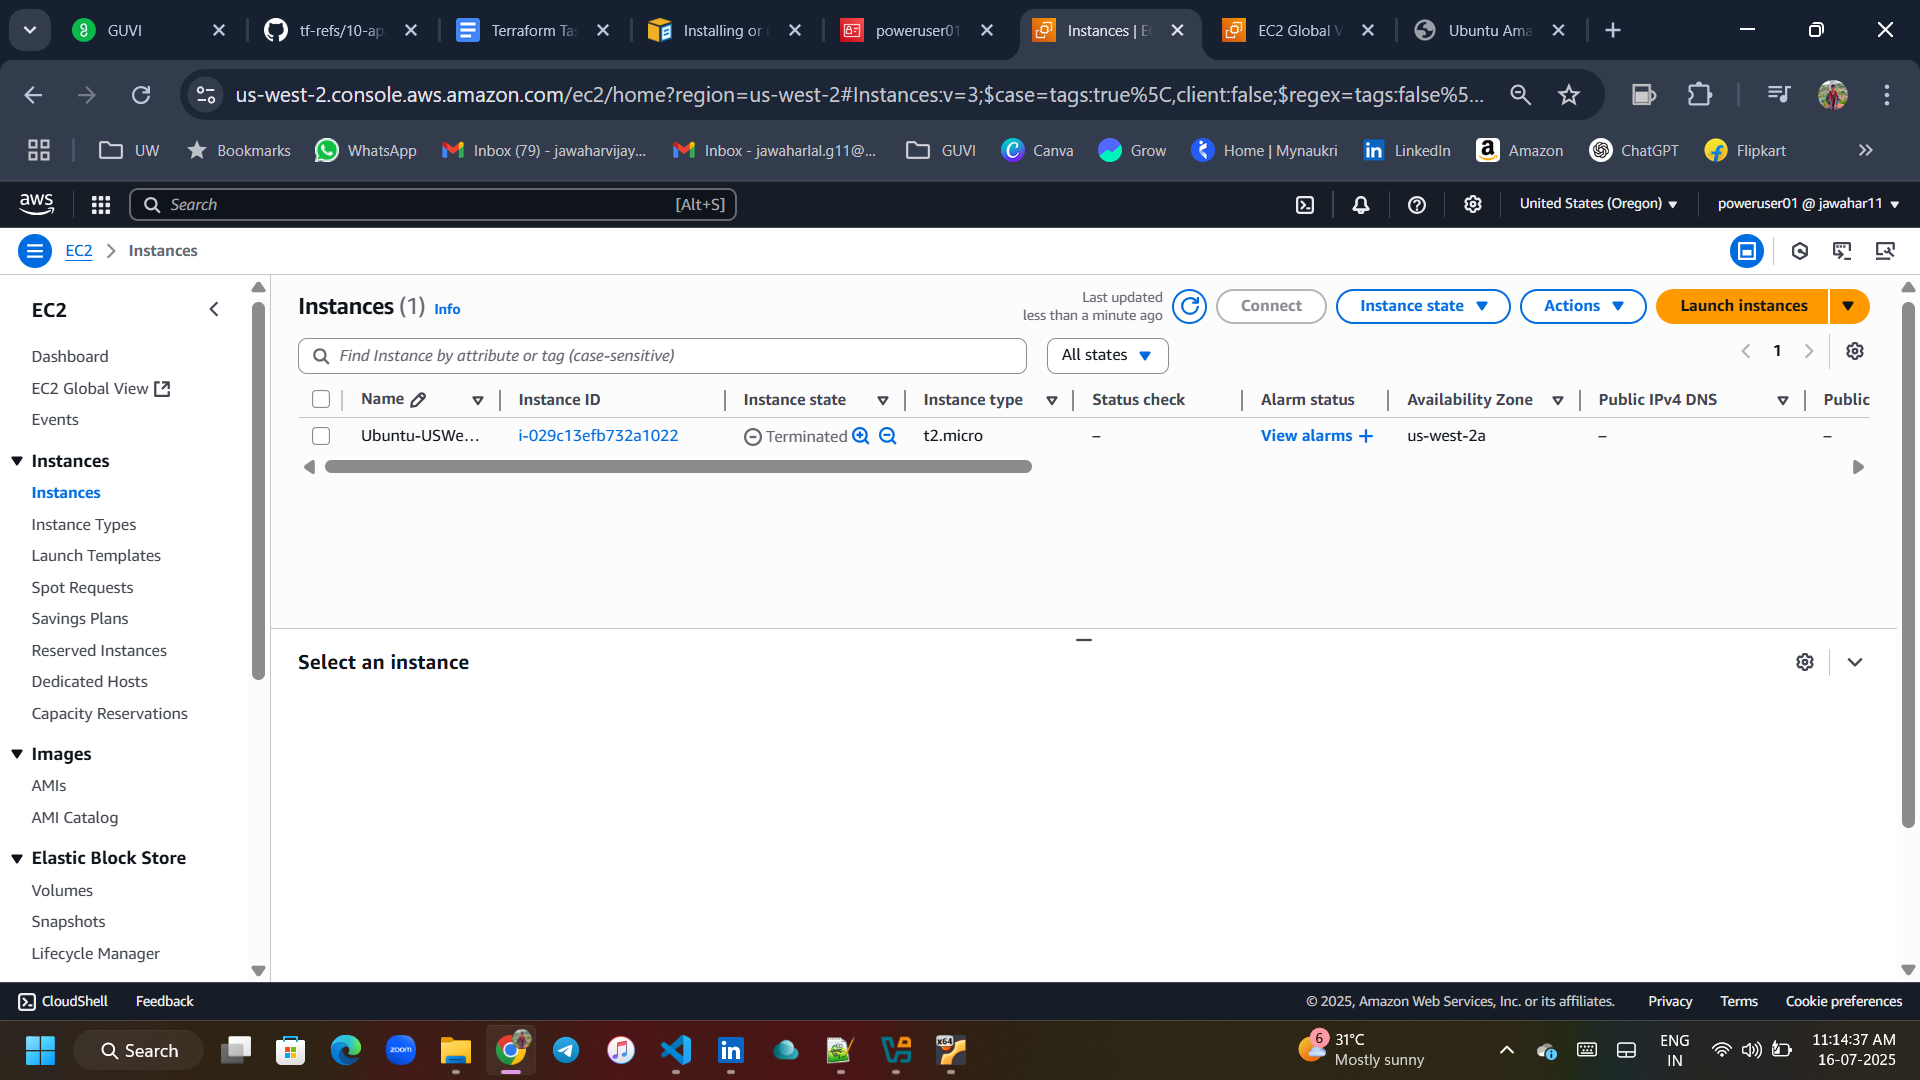 GUVI
tf-refs/10-ap
Terraform Tas
Installing or u
poweruser01
Instances | EC
EC2 Global V
Ubuntu Ama
us-west-2.console.aws.amazon.com/ec2/home?region=us-west-2#Instances:v=3;$case=tags:true%5C,client:false;$regex=tags:false%5...
UW
Bookmarks
WhatsApp
Inbox (79) - jawaharvijay...
Inbox - jawaharlal.g11@...
GUVI
Canva
Grow
Home | Mynaukri
LinkedIn
Amazon
ChatGPT
Flipkart
aws
Search
[Alt+S]
United States (Oregon)
poweruser01 @ jawahar11
EC2
Instances
EC2
Dashboard
EC2 Global View
Events
Instances
Instances
Instance Types
Launch Templates
Spot Requests
Savings Plans
Reserved Instances
Dedicated Hosts
Capacity Reservations
Images
AMIs
AMI Catalog
Elastic Block Store
Volumes
Snapshots
Lifecycle Manager
Instances (1) Info
Last updated
less than a minute ago
Connect
Instance state
Actions
Launch instances
Find Instance by attribute or tag (case-sensitive)
All states
1
Name
Instance ID
Instance state
Instance type
Status check
Alarm status
Availability Zone
Public IPv4 DNS
Public
Ubuntu-USWe...
i-029c13efb732a1022
Terminated
t2.micro
–
View alarms +
us-west-2a
–
–
Select an instance
CloudShell
Feedback
© 2025, Amazon Web Services, Inc. or its affiliates.
Privacy
Terms
Cookie preferences
Search
zoom
x64
6
31°C
Mostly sunny
ENG
IN
11:14:37 AM
16-07-2025